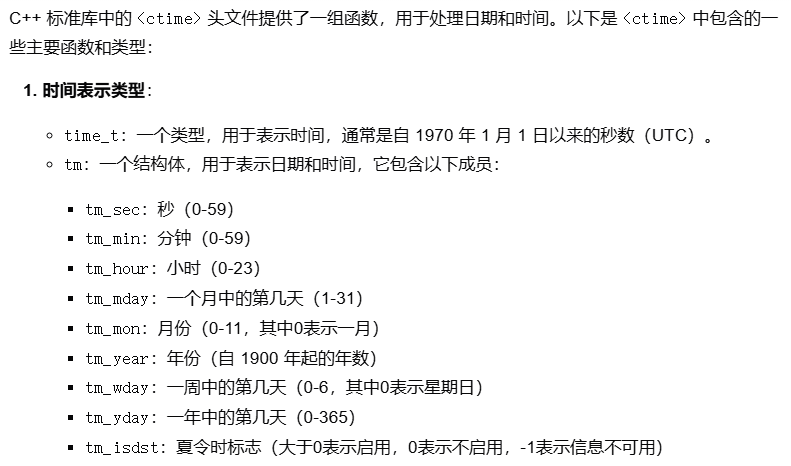 C++ 标准库中的 <ctime> 头文件提供了一组函数，用于处理日期和时间。以下是 <ctime> 中包含的一
些主要函数和类型：
1. 时间表示类型：
time_t：一个类型，用于表示时间，通常是自 1970 年 1 月 1 日以来的秒数（UTC）。
tm：一个结构体，用于表示日期和时间，它包含以下成员：
tm_sec：秒（0-59）
tm_min：分钟（0-59）
tm_hour：小时（0-23）
tm_mday：一个月中的第几天（1-31）
tm_mon：月份（0-11，其中0表示一月）
tm_year：年份（自 1900 年起的年数）
tm_wday：一周中的第几天（0-6，其中0表示星期日）
tm_yday：一年中的第几天（0-365）
tm_isdst：夏令时标志（大于0表示启用，0表示不启用，-1表示信息不可用）